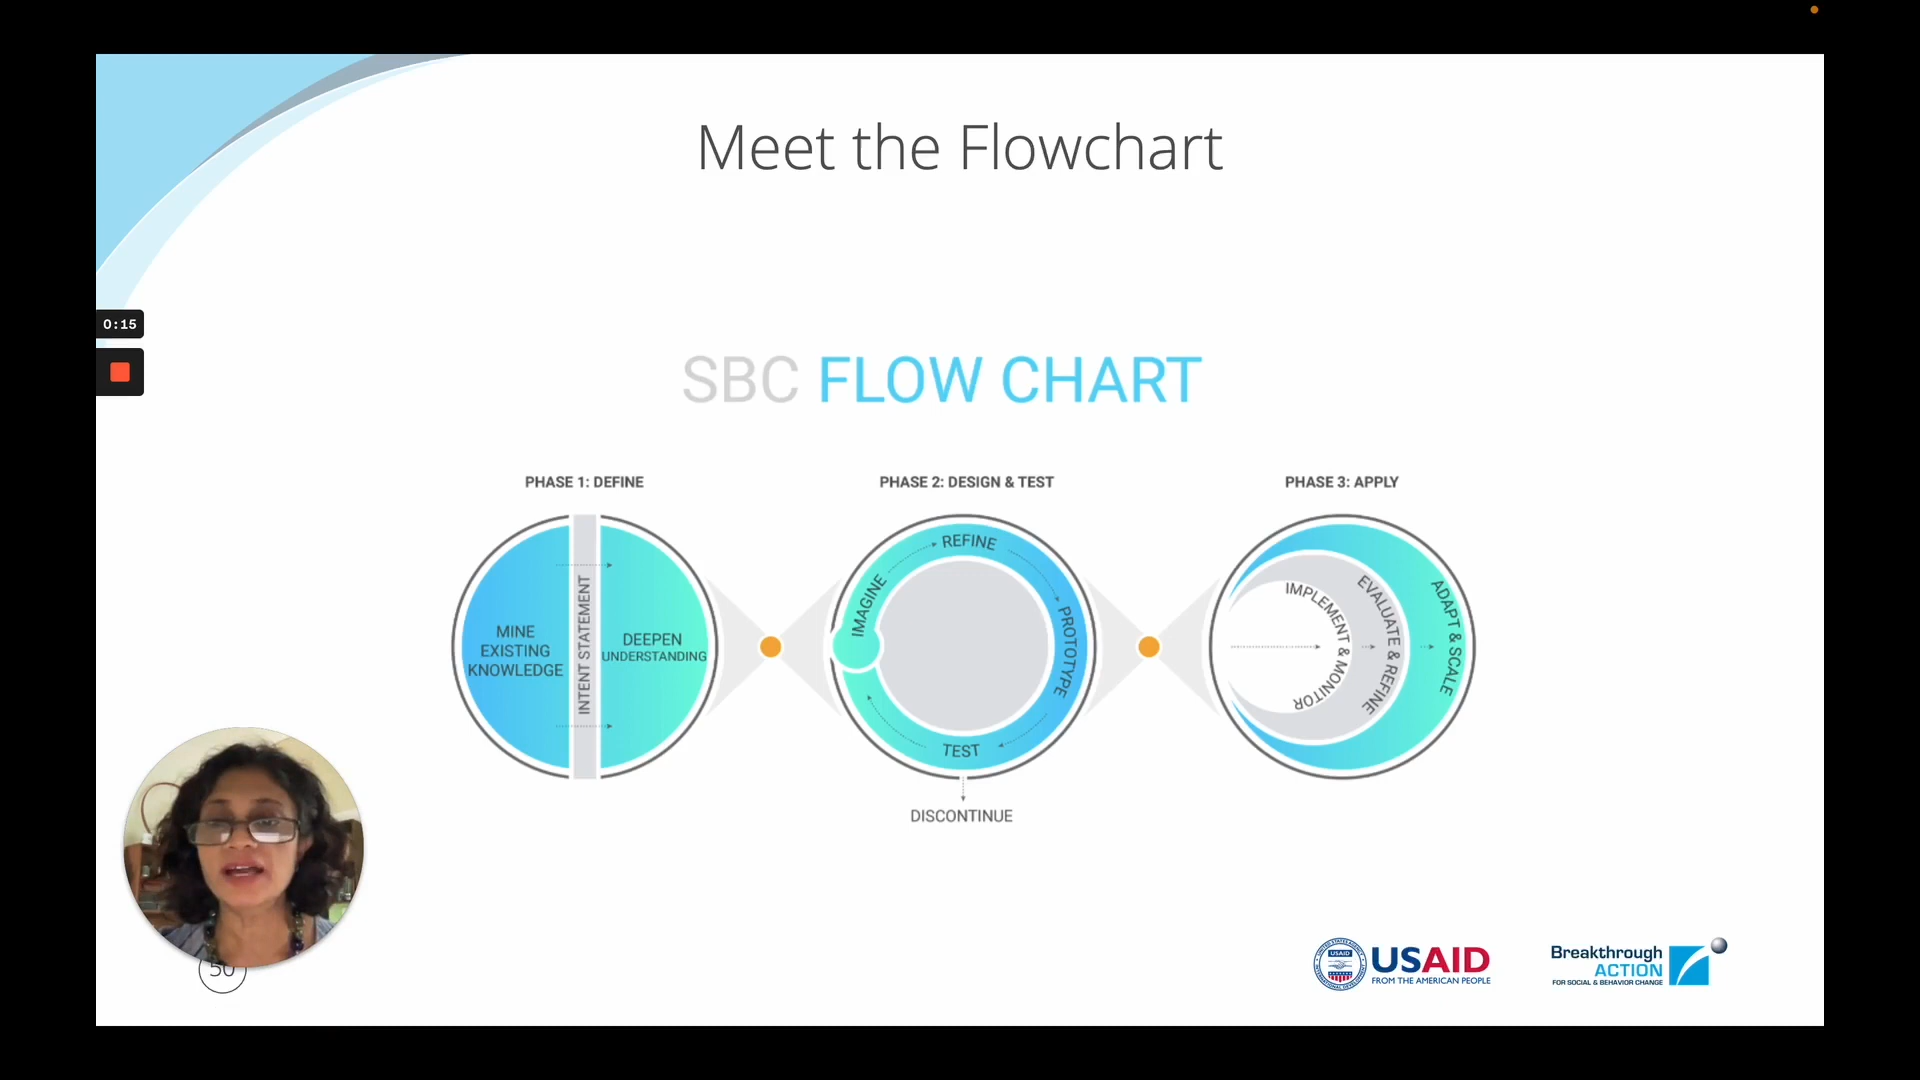 Meet the Flowchart
0:15
SBC FLOW CHART
PHASE 1: DEFINE
PHASE 2: DESIGN & TEST
PHASE 3: APPLY
MINE
EXISTING
KNOWLEDGE
INTENT STATEMENT
DEEPEN
UNDERSTANDING
IMAGINE
REFINE
PROTOTYPE
TEST
DISCONTINUE
IMPLEMENT & MONITOR
EVALUATE & REFINE
ADAPT & SCALE
50
USAID
USAID
FROM THE AMERICAN PEOPLE
Breakthrough
ACTION
FOR SOCIAL & BEHAVIOR CHANGE